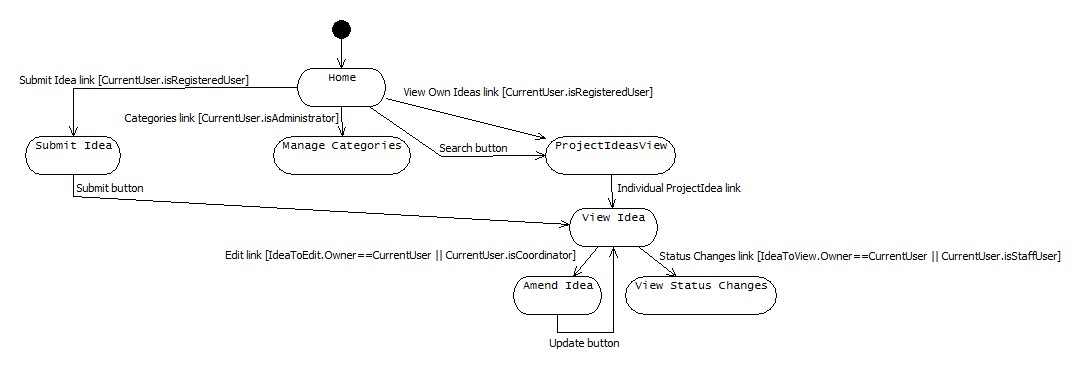 Home
Submit Idea link [CurrentUser.isRegisteredUser]
View Own Ideas link [CurrentUser.isRegisteredUser]
Categories link [CurrentUser.isAdministrator]
Submit Idea
Manage Categories
Search button
ProjectIdeasView
Submit button
Individual ProjectIdea link
View Idea
Edit link [IdeaToEdit.Owner==CurrentUser || CurrentUser.isCoordinator]
Status Changes link [IdeaToView.Owner==CurrentUser || CurrentUser.isStaffUser]
Amend Idea
View Status Changes
Update button